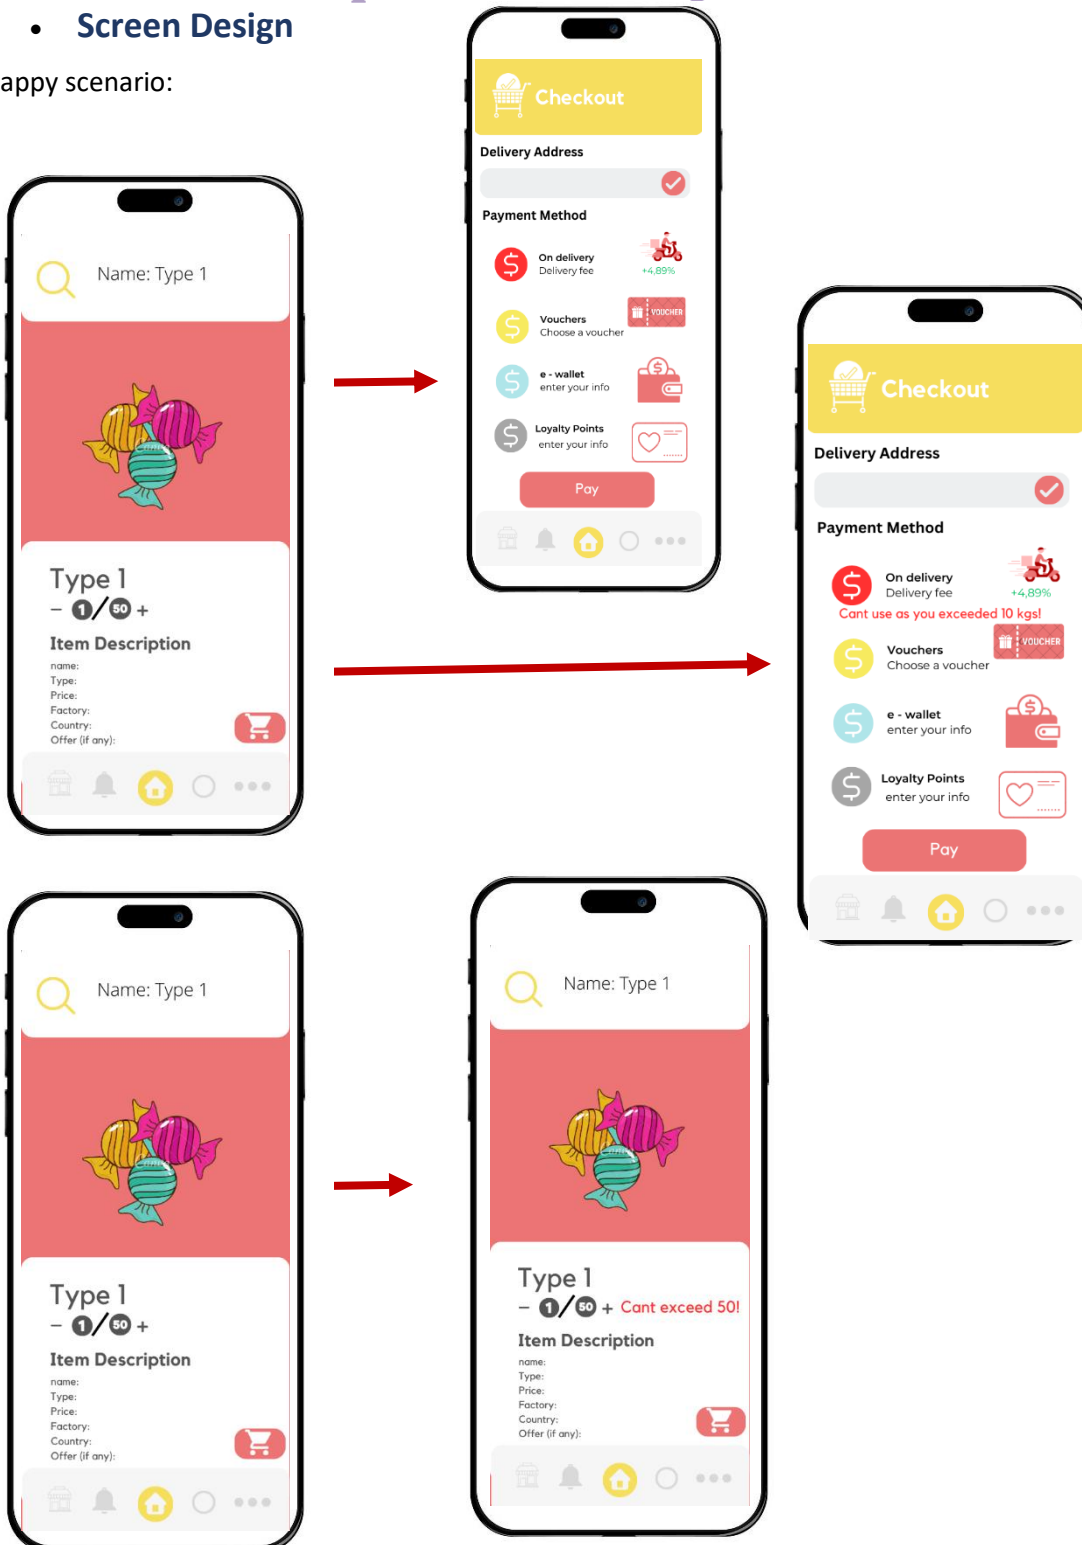 • Screen Design
appy scenario:
Checkout
Delivery Address
Payment Method
On delivery
Delivery fee
+4,89%
Vouchers
Choose a voucher
VOUCHER
e - wallet
enter your info
Loyalty Points
enter your info
Pay
Name: Type 1
Type 1
- 1/50 +
Item Description
name:
Type:
Price:
Factory:
Country:
Offer (if any):
Checkout
Delivery Address
Payment Method
On delivery
Delivery fee
+4,89%
Cant use as you exceeded 10 kgs!
Vouchers
Choose a voucher
VOUCHER
e - wallet
enter your info
Loyalty Points
enter your info
Pay
Name: Type 1
Type 1
- 1/50 +
Item Description
name:
Type:
Price:
Factory:
Country:
Offer (if any):
Name: Type 1
Type 1
- 1/50 + Cant exceed 50!
Item Description
name:
Type:
Price:
Factory:
Country:
Offer (if any):